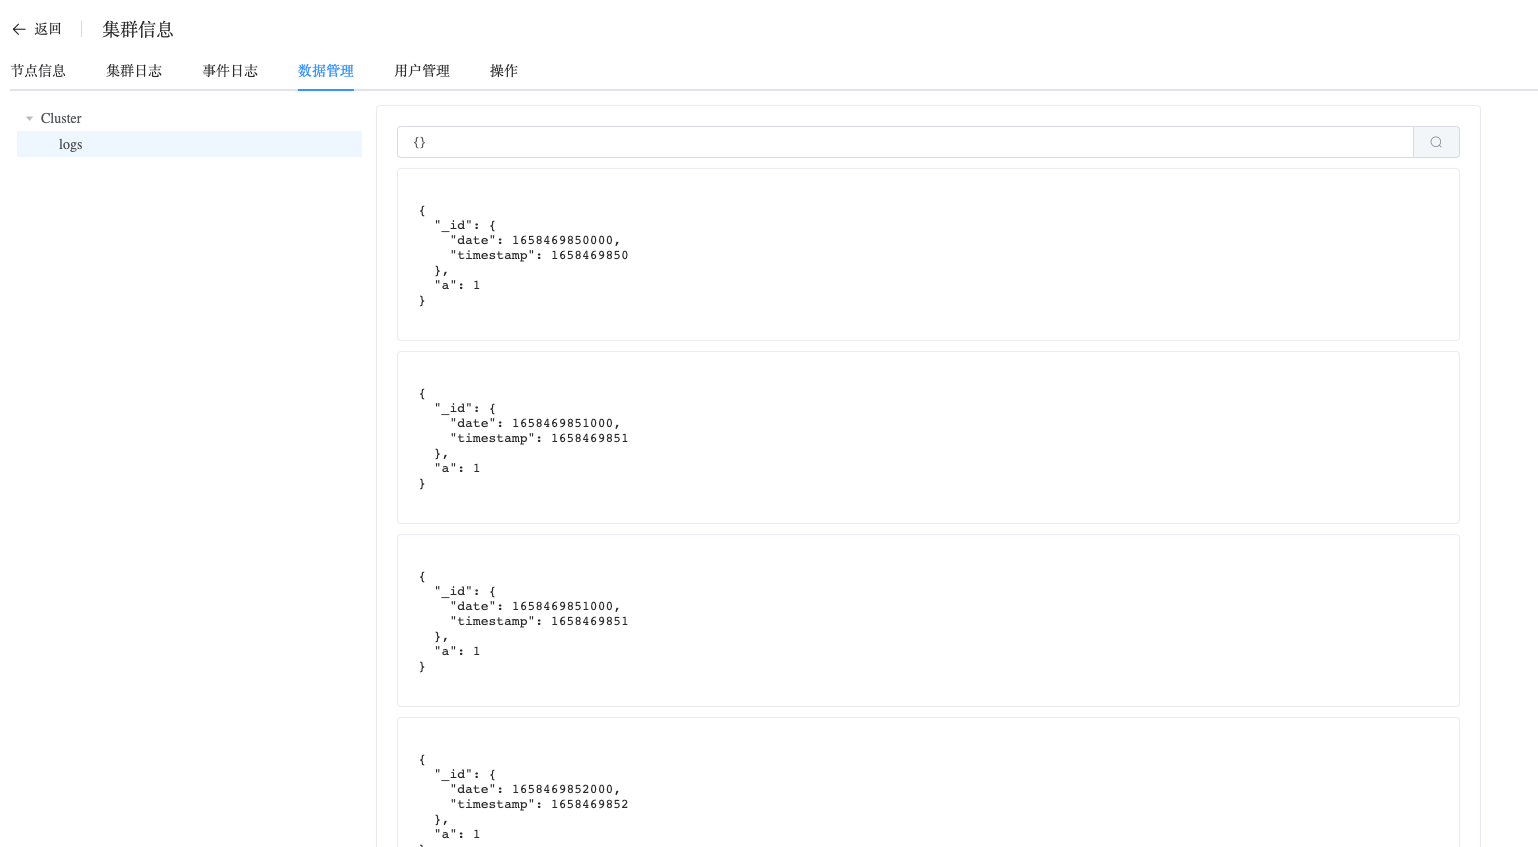 返回 集群信息
节点信息 集群日志 事件日志 数据管理 用户管理 操作
Cluster
logs
{}
{
"_id": {
"date": 1658469850000,
"timestamp": 1658469850
},
"a": 1
}
{
"_id": {
"date": 1658469851000,
"timestamp": 1658469851
},
"a": 1
}
{
"_id": {
"date": 1658469851000,
"timestamp": 1658469851
},
"a": 1
}
{
"_id": {
"date": 1658469852000,
"timestamp": 1658469852
},
"a": 1